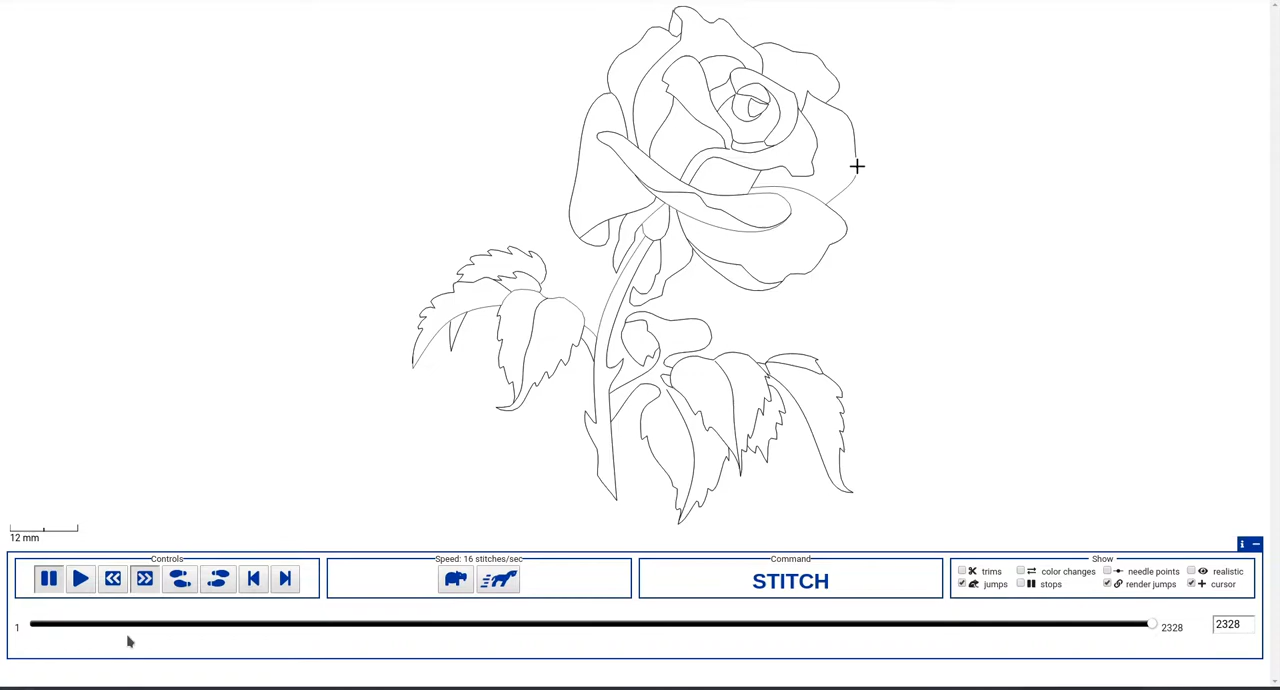 12 mm
i −
Controls
Speed: 16 stitches/sec
Command
STITCH
Show
trims color changes needle points realistic
jumps stops render jumps cursor
1 2328 2328